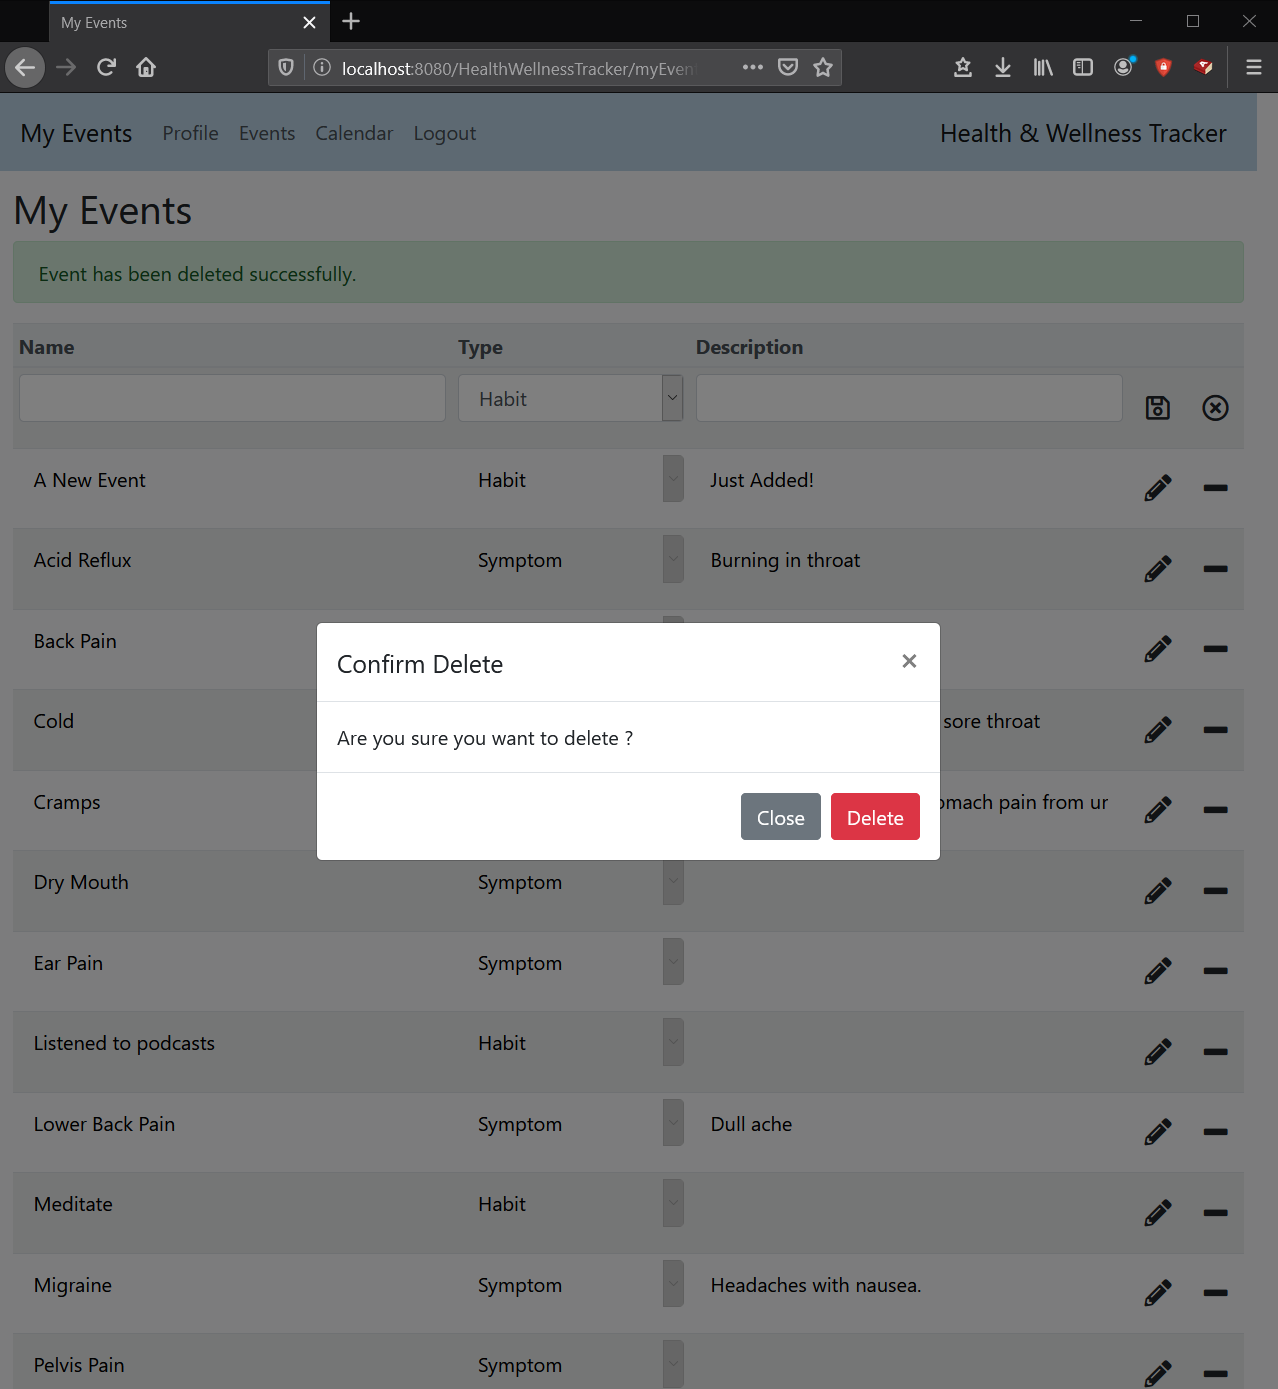 My Events
localhost:8080/HealthWellnessTracker/myEven
My Events Profile Events Calendar Logout Health & Wellness Tracker
My Events
Event has been deleted successfully.
Name Type Description
Habit
A New Event Habit Just Added!
Acid Reflux Symptom Burning in throat
Back Pain
Confirm Delete ×
Cold sore throat
Are you sure you want to delete ?
Cramps pain from ur
Close Delete
Dry Mouth Symptom
Ear Pain Symptom
Listened to podcasts Habit
Lower Back Pain Symptom Dull ache
Meditate Habit
Migraine Symptom Headaches with nausea.
Pelvis Pain Symptom